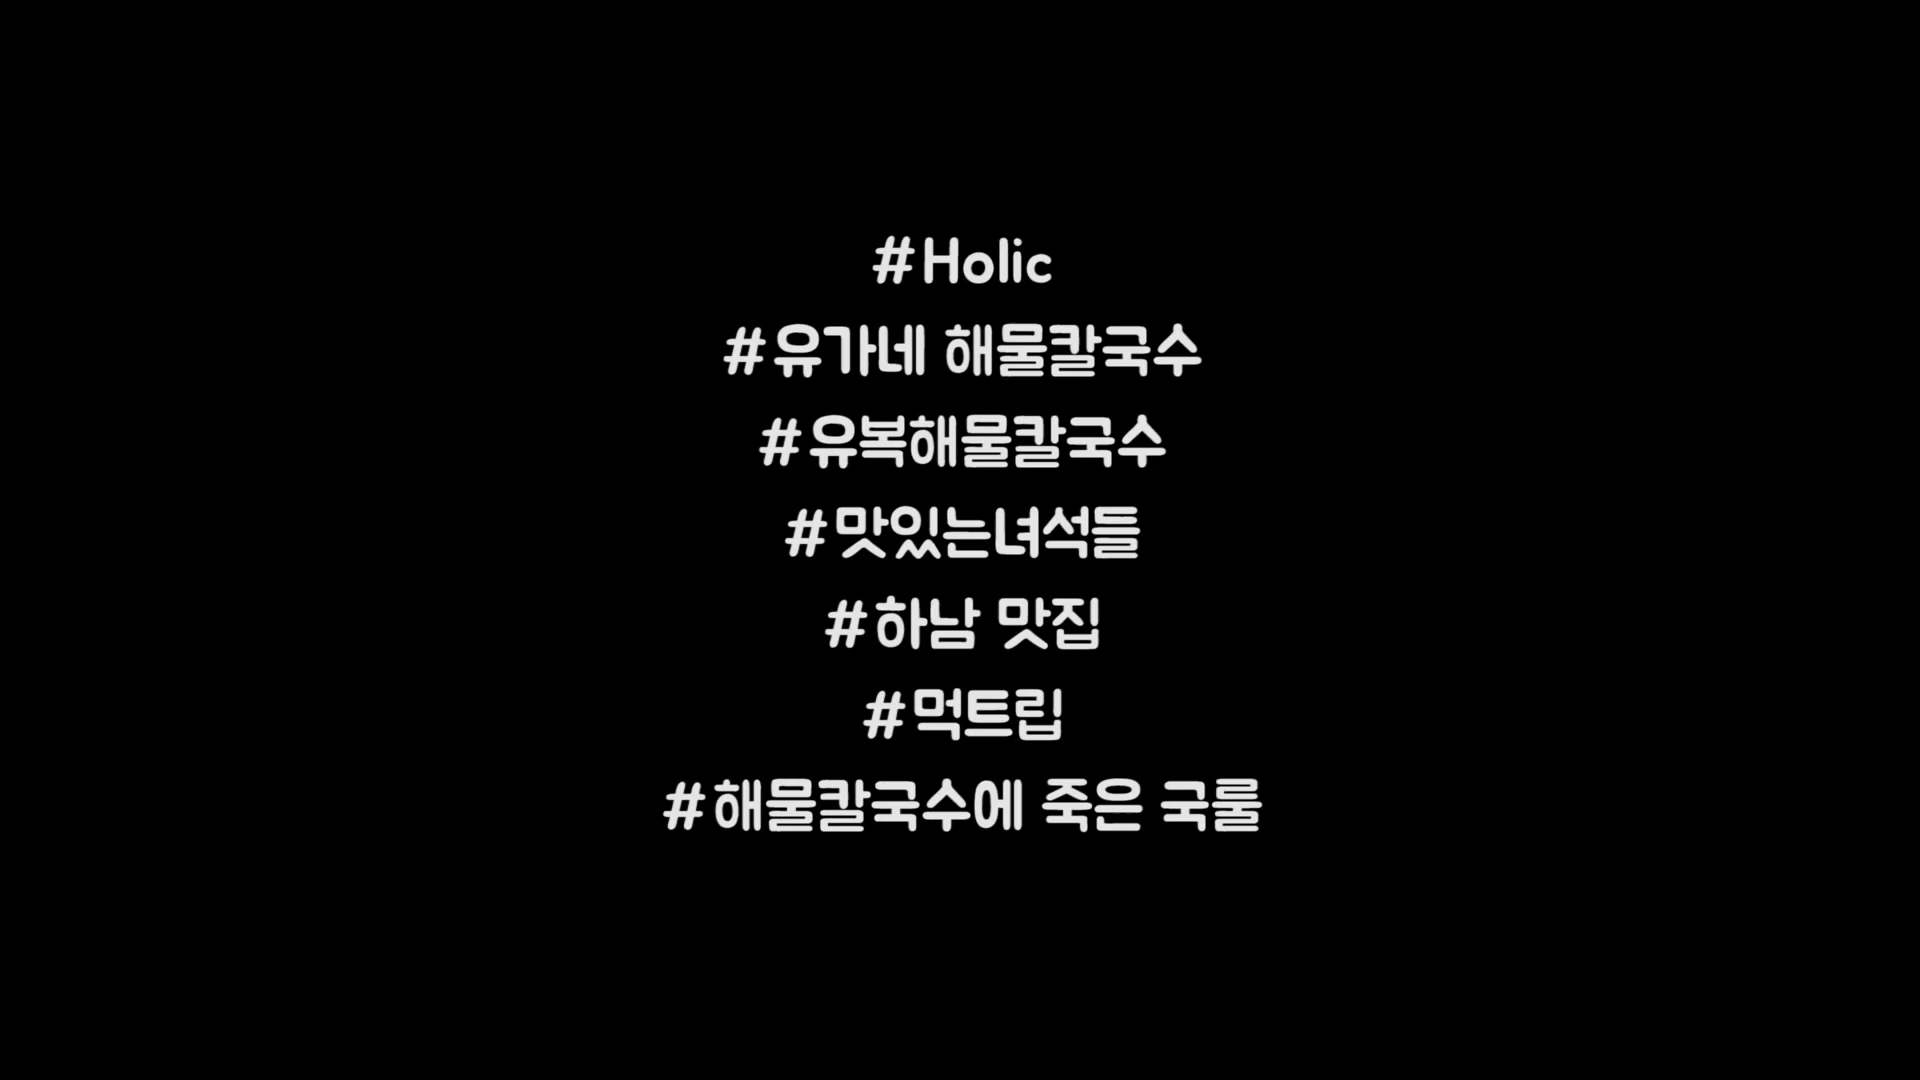 #Holic
#유가네 해물칼국수
#유복해물칼국수
#맛있는녀석들
#하남 맛집
#먹트립
#해물칼국수에 죽은 국룰